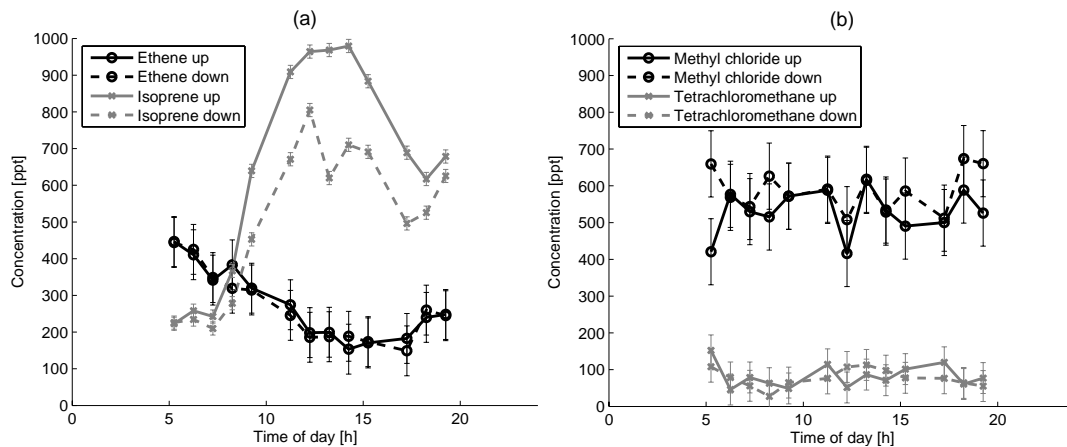 (a)
1000
900
800
700
600
500
400
300
200
100
0
Concentration [ppt]
Ethene up
Ethene down
Isoprene up
Isoprene down
5
10
15
20
Time of day [h]
(b)
1000
900
800
700
600
500
400
300
200
100
0
Concentration [ppt]
Methyl chloride up
Methyl chloride down
Tetrachloromethane up
Tetrachloromethane down
5
10
15
20
Time of day [h]